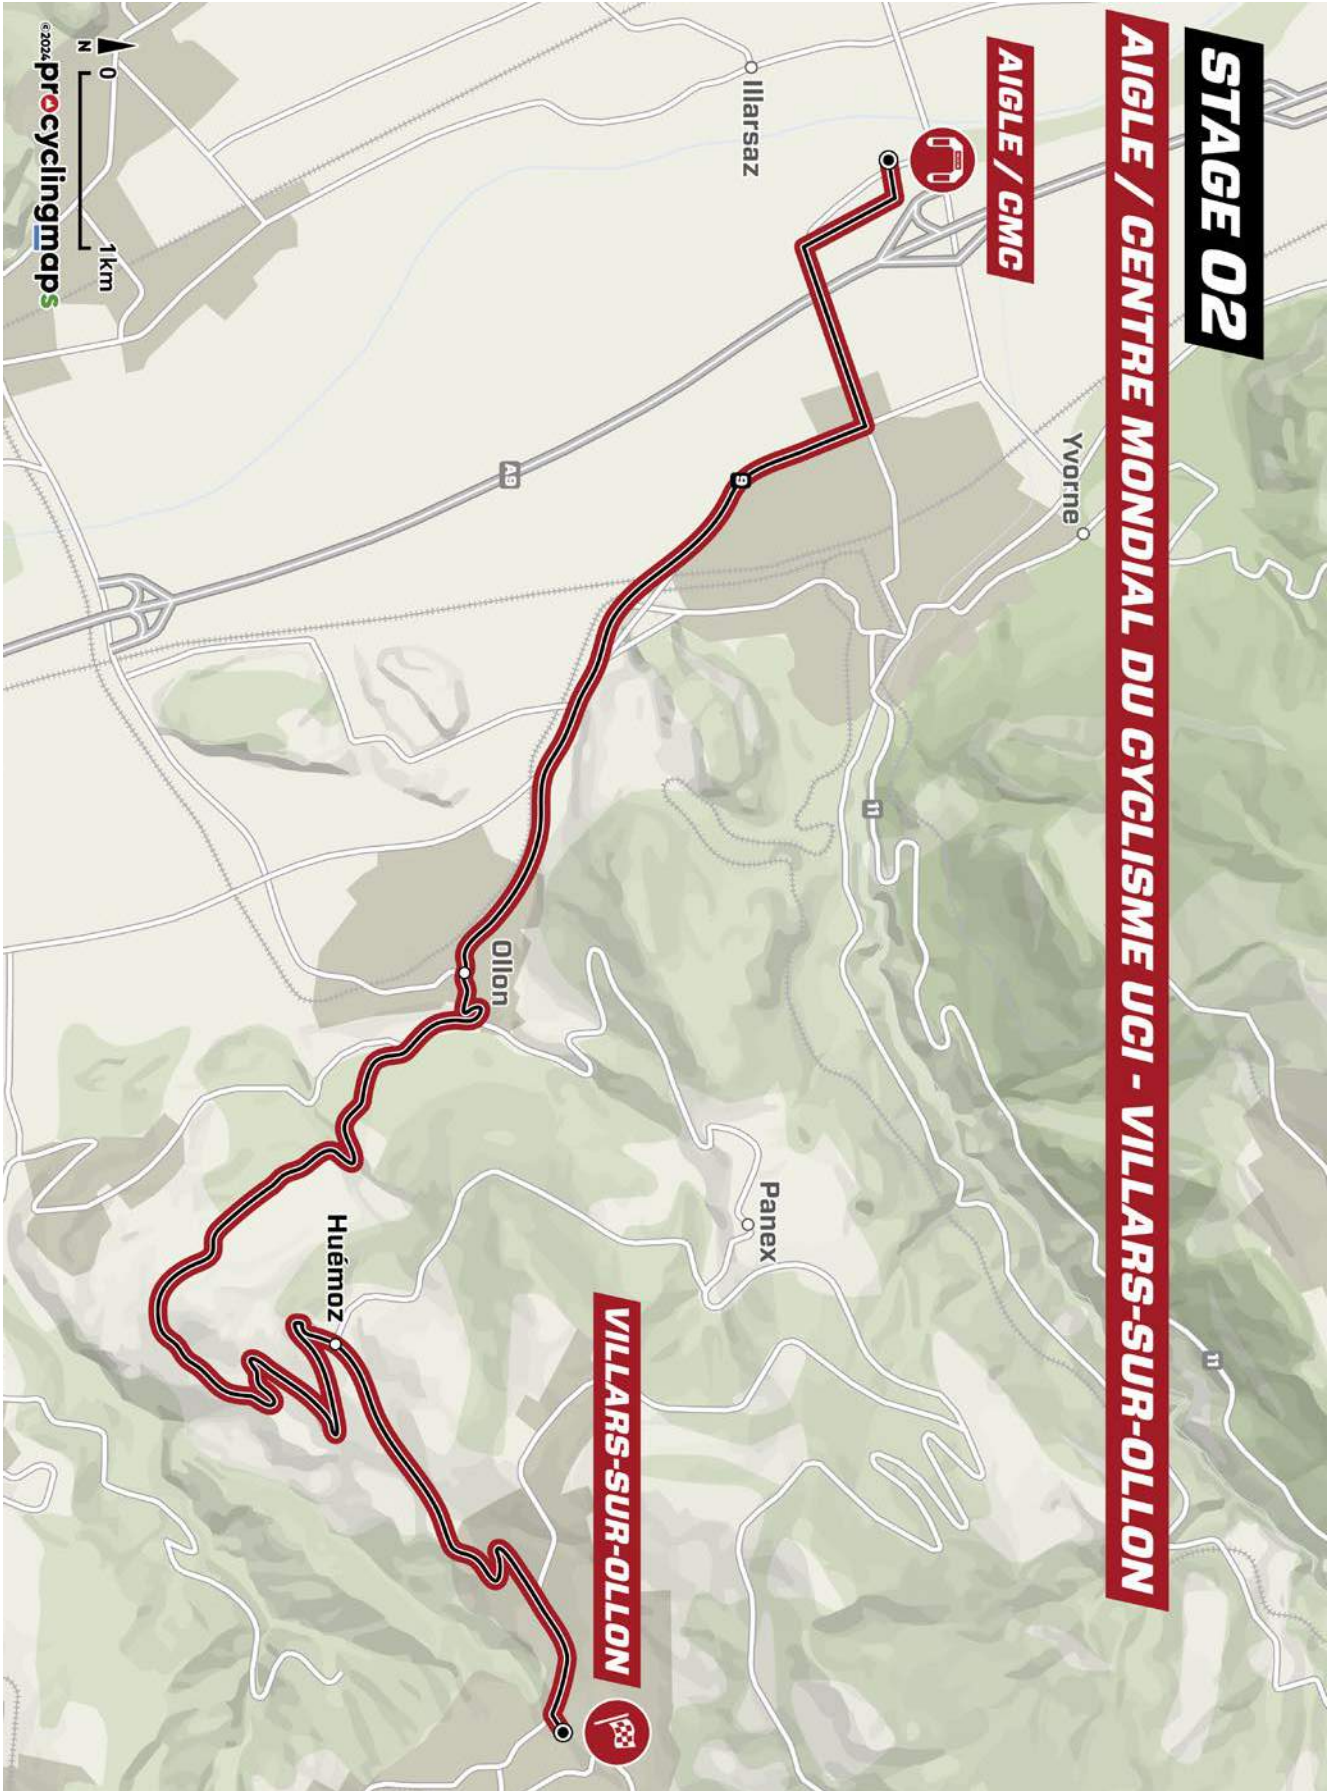 STAGE 02
AIGLE / CENTRE MONDIAL DU CYCLISME UCI - VILLARS-SUR-OLLON
AIGLE / CMC
Yvorne
Illarsaz
11
11
9
A9
Panex
Ollon
VILLARS-SUR-OLLON
Huémoz
N
0
1km
©2024 procyclingmaps